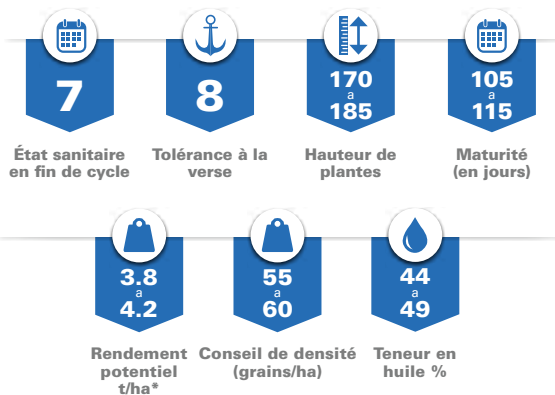 7
État sanitaire
en fin de cycle
8
Tolérance à la
verse
170
a
185
Hauteur de
plantes
105
a
115
Maturité
(en jours)
3.8
a
4.2
Rendement
potentiel
t/ha*
55
a
60
Conseil de densité
(grains/ha)
44
a
49
Teneur en
huile %